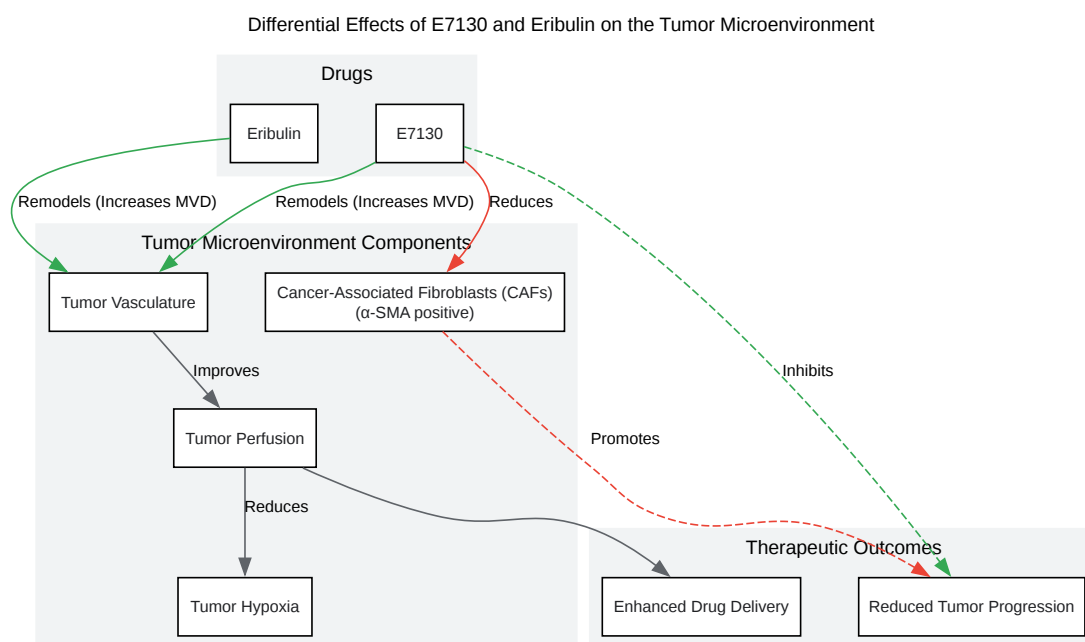 Differential Effects of E7130 and Eribulin on the Tumor Microenvironment
Drugs
Eribulin
E7130
Remodels (Increases MVD)
Remodels (Increases MVD)
Reduces
Tumor Microenvironment Components
Tumor Vasculature
Cancer-Associated Fibroblasts (CAFs)
(α-SMA positive)
Improves
Inhibits
Tumor Perfusion
Promotes
Reduces
Therapeutic Outcomes
Tumor Hypoxia
Enhanced Drug Delivery
Reduced Tumor Progression